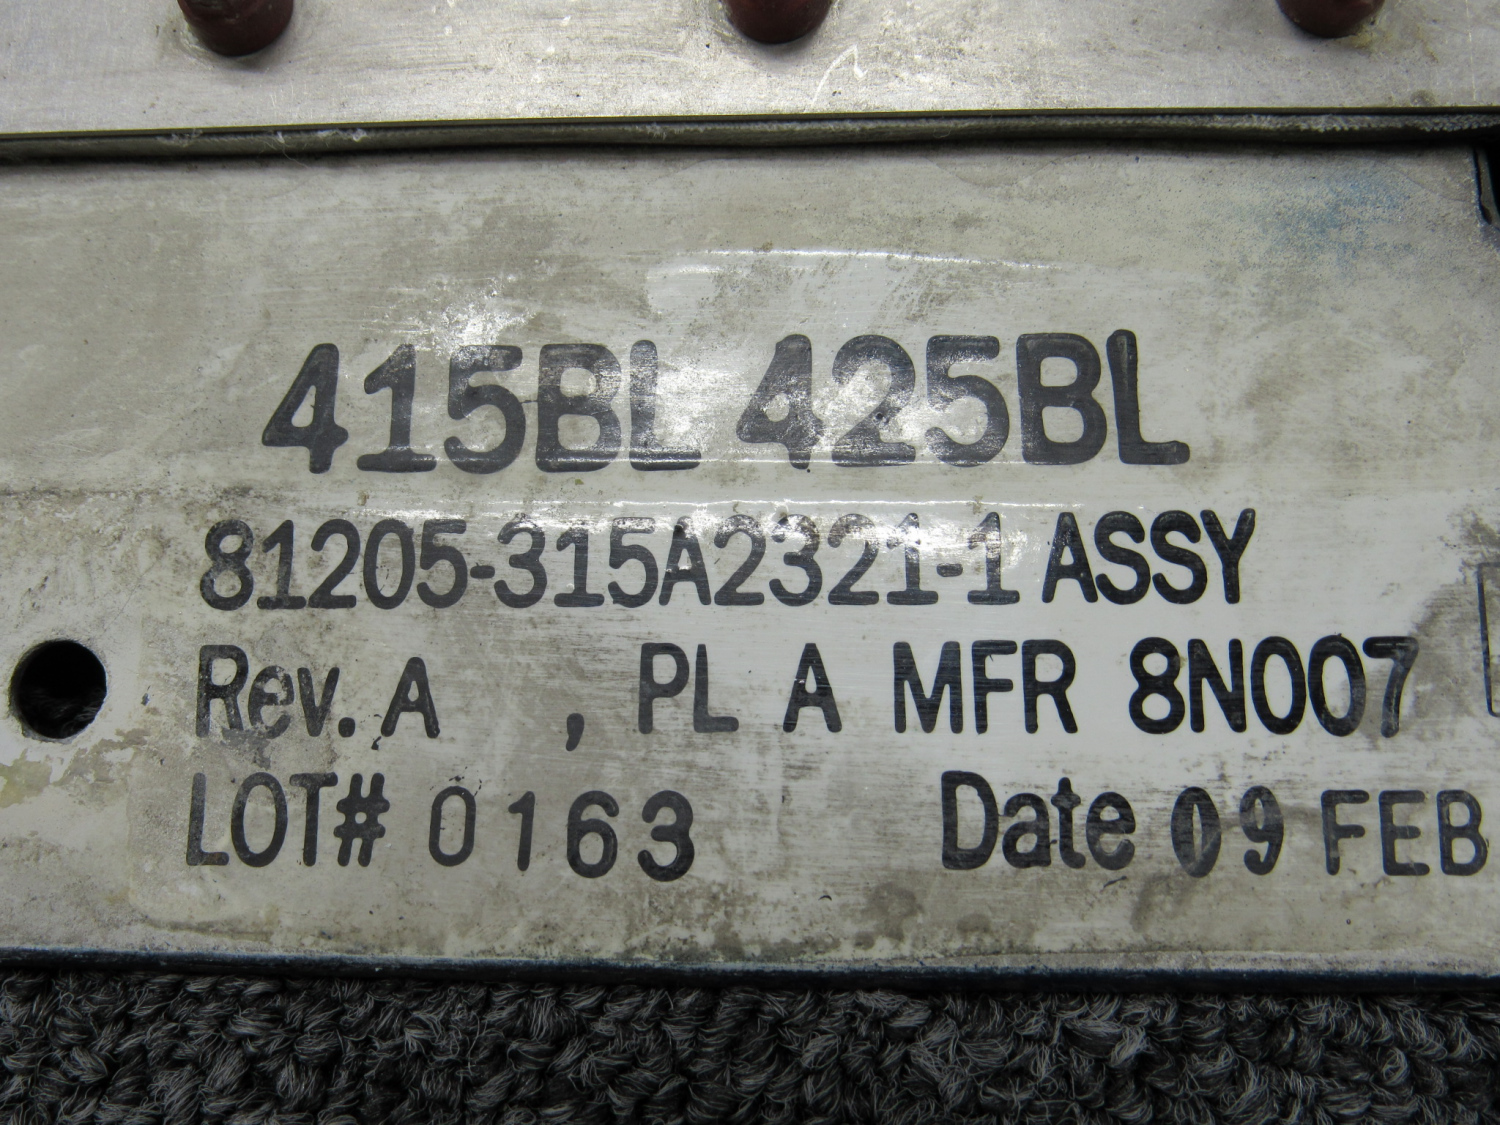 415BL 425BL
81205-315A2321-1 ASSY
Rev. A , PL A MFR 8N007
LOT# 0163 Date 09 FEB